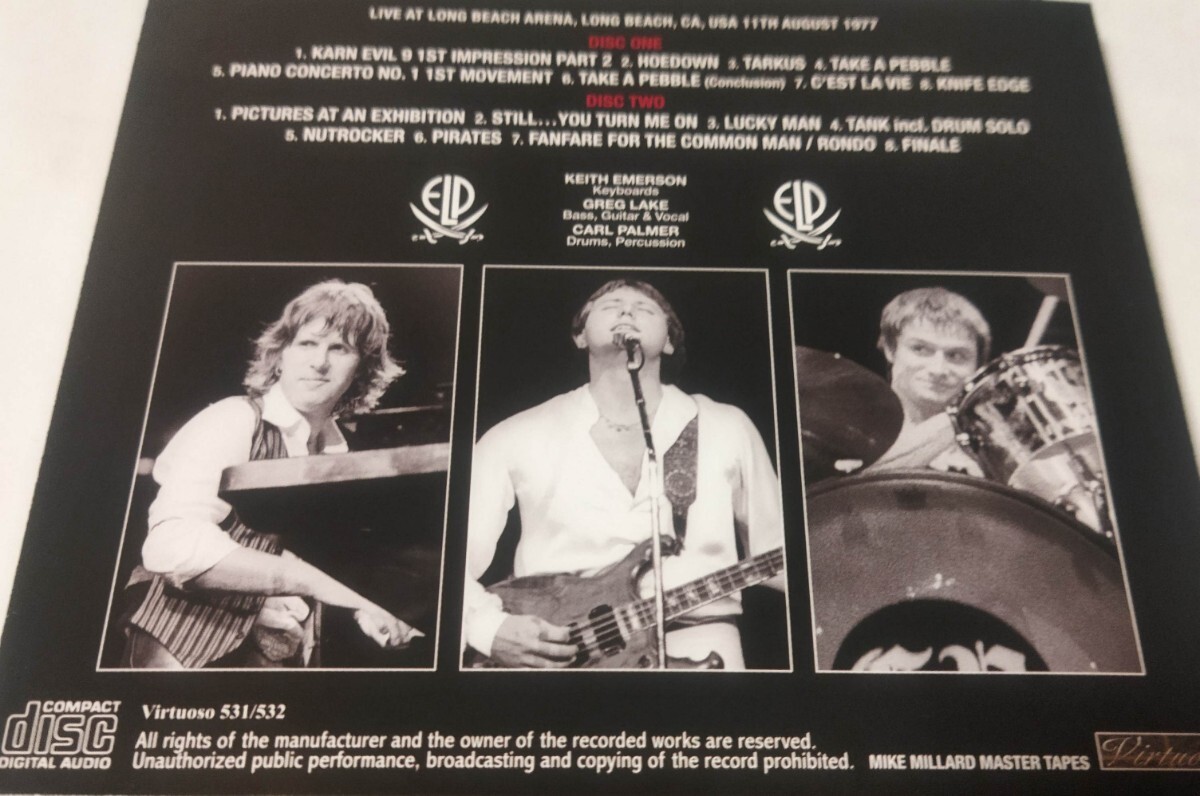 LIVE AT LONG BEACH ARENA, LONG BEACH, CA, USA 11TH AUGUST 1977
DISC ONE
1. KARN EVIL 9 1ST IMPRESSION PART 2 2. HOEDOWN 3. TARKUS 4. TAKE A PEBBLE
5. PIANO CONCERTO NO. 1 1ST MOVEMENT 6. TAKE A PEBBLE (Conclusion) 7. C'EST LA VIE 8. KNIFE EDGE
DISC TWO
1. PICTURES AT AN EXHIBITION 2. STILL...YOU TURN ME ON 3. LUCKY MAN 4. TANK incl. DRUM SOLO
5. NUTROCKER 6. PIRATES 7. FANFARE FOR THE COMMON MAN / RONDO 8. FINALE
ELP
KEITH EMERSON
Keyboards
GREG LAKE
Bass, Guitar & Vocal
CARL PALMER
Drums, Percussion
ELP
COMPACT
disc
DIGITAL AUDIO
Virtuoso 531/532
All rights of the manufacturer and the owner of the recorded works are reserved.
Unauthorized public performance, broadcasting and copying of the record prohibited.
MIKE MILLARD MASTER TAPES
Virtuo